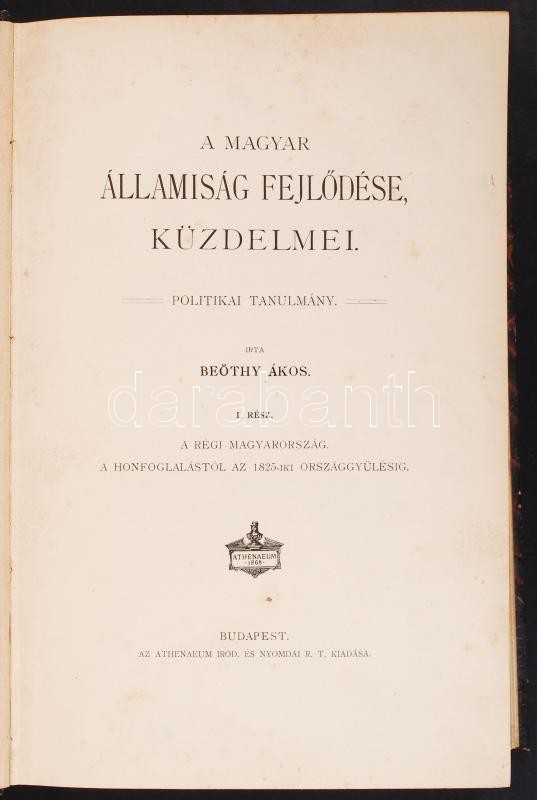 A MAGYAR
ÁLLAMISÁG FEJLŐDÉSE,
KÜZDELMEI.
POLITIKAI TANULMÁNY.
IRTA
BEŐTHY ÁKOS.
darabanth
I. RÉSZ.
A RÉGI MAGYARORSZÁG.
A HONFOGLALÁSTÓL AZ 1825-IKI ORSZÁGGYÜLÉSIG.
ATHENAEUM
·1868·
BUDAPEST.
AZ ATHENAEUM IROD. ÉS NYOMDAI R. T. KIADÁSA.